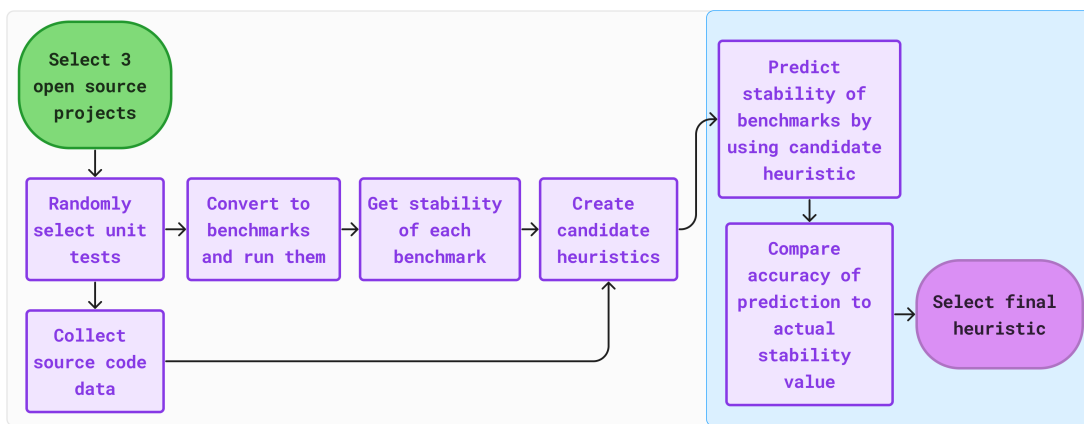 Select 3
open source
projects
Randomly
select unit
tests
Convert to
benchmarks
and run them
Get stability
of each
benchmark
Create
candidate
heuristics
Collect
source code
data
Predict
stability of
benchmarks by
using candidate
heuristic
Compare
accuracy of
prediction to
actual
stability
value
Select final
heuristic